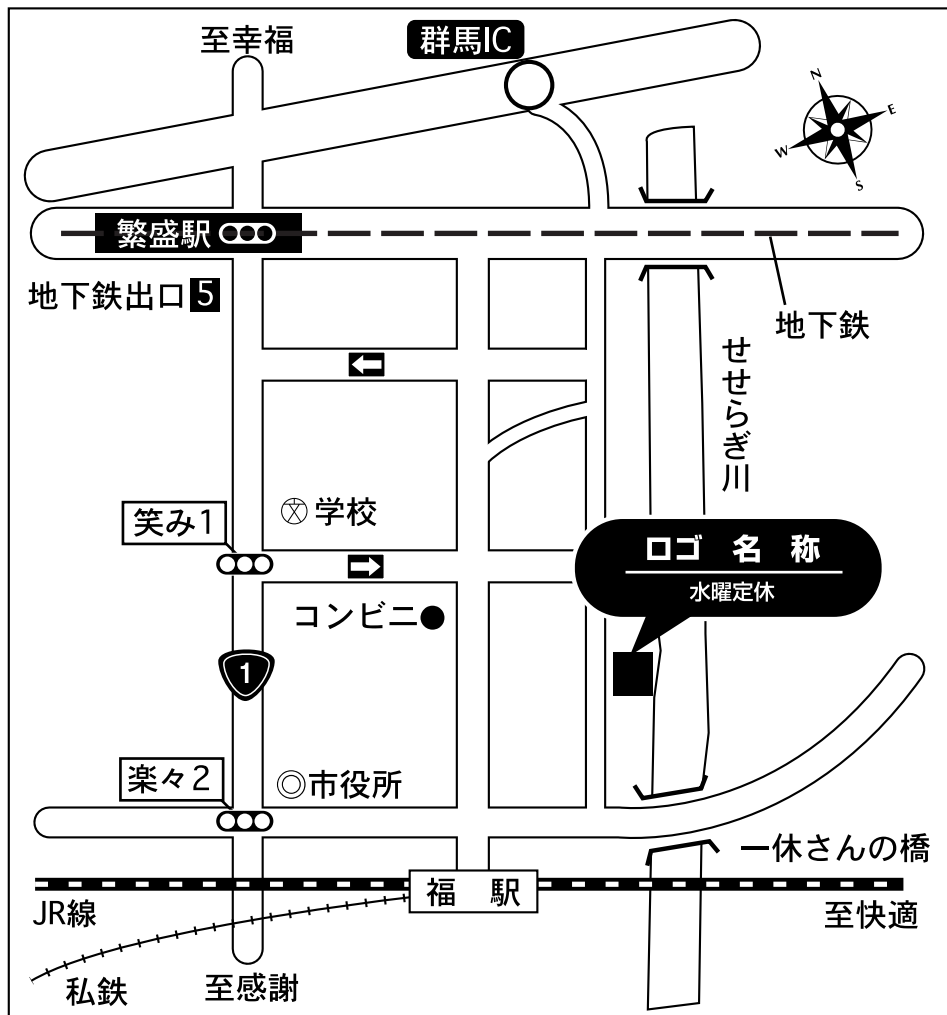 至幸福
群馬IC
N
E
W
S
繁盛駅
地下鉄出口5
地下鉄
せせらぎ川
笑み1
学校
ロゴ 名 称
水曜定休
コンビニ
1
楽々2
市役所
一休さんの橋
福 駅
JR線
至快適
私鉄
至感謝